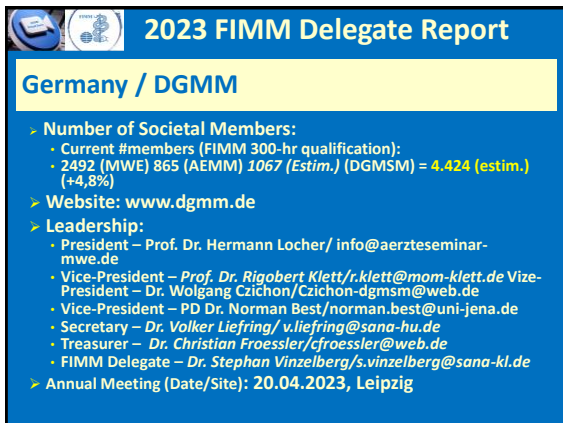 FIMM
2023 FIMM Delegate Report
Germany / DGMM
➢ Number of Societal Members:
• Current #members (FIMM 300-hr qualification):
• 2492 (MWE) 865 (AEMM) 1067 (Estim.) (DGMSM) = 4.424 (estim.)
(+4,8%)
➢ Website: www.dgmm.de
➢ Leadership:
• President – Prof. Dr. Hermann Locher/ info@aerzteseminar-
mwe.de
• Vice-President – Prof. Dr. Rigobert Klett/r.klett@mom-klett.de Vize-
President – Dr. Wolgang Czichon/Czichon-dgmsm@web.de
• Vice-President – PD Dr. Norman Best/norman.best@uni-jena.de
• Secretary – Dr. Volker Liefring/ v.liefring@sana-hu.de
• Treasurer – Dr. Christian Froessler/cfroessler@web.de
• FIMM Delegate – Dr. Stephan Vinzelberg/s.vinzelberg@sana-kl.de
➢ Annual Meeting (Date/Site): 20.04.2023, Leipzig